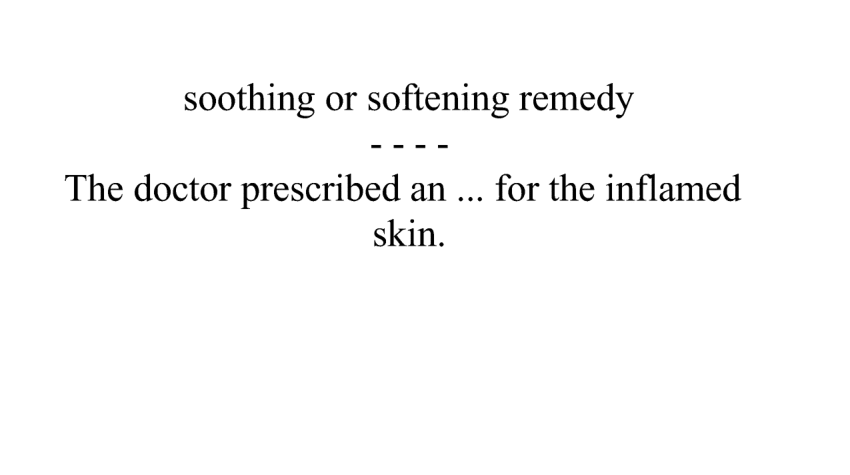 soothing or softening remedy
- - - -
The doctor prescribed an ... for the inflamed
skin.